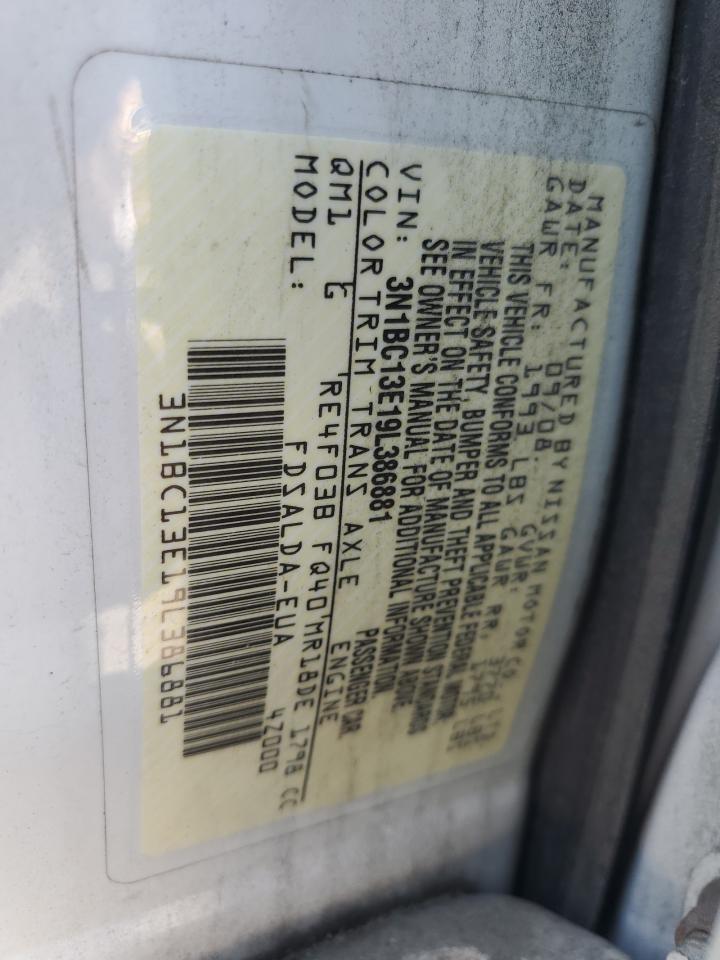 MANUFACTURED BY NISSAN MOTOR CO
DATE: 09/08 GVWR:
GAWR FR: 1993 LBS GAWR RR,
THIS VEHICLE CONFORMS TO ALL APPLICABLE FEDERAL MOTOR
VEHICLE SAFETY, BUMPER AND THEFT PREVENTION STANDARDS
IN EFFECT ON THE DATE OF MANUFACTURE SHOWN ABOVE.
SEE OWNER'S MANUAL FOR ADDITIONAL INFORMATION.
VIN: 3N1BC13E19L386881 PASSENGER CAR
COLOR TRIM TRANS AXLE ENGINE
QM1 G RE4F03B FQ40 MR18DE 1798 CC
MODEL: FDSALDA-EUA 4Z000
3N1BC13E19L386881